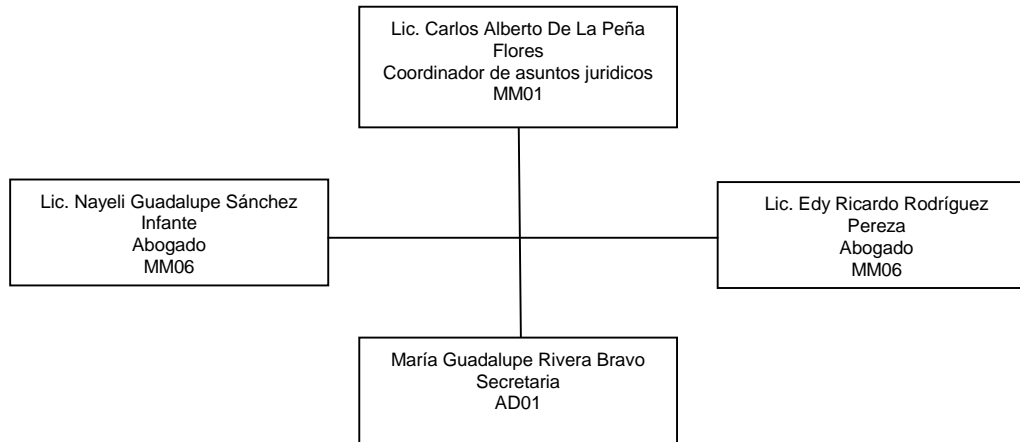 Lic. Carlos Alberto De La Peña
Flores
Coordinador de asuntos juridicos
MM01
Lic. Nayeli Guadalupe Sánchez
Infante
Abogado
MM06
Lic. Edy Ricardo Rodríguez
Pereza
Abogado
MM06
María Guadalupe Rivera Bravo
Secretaria
AD01